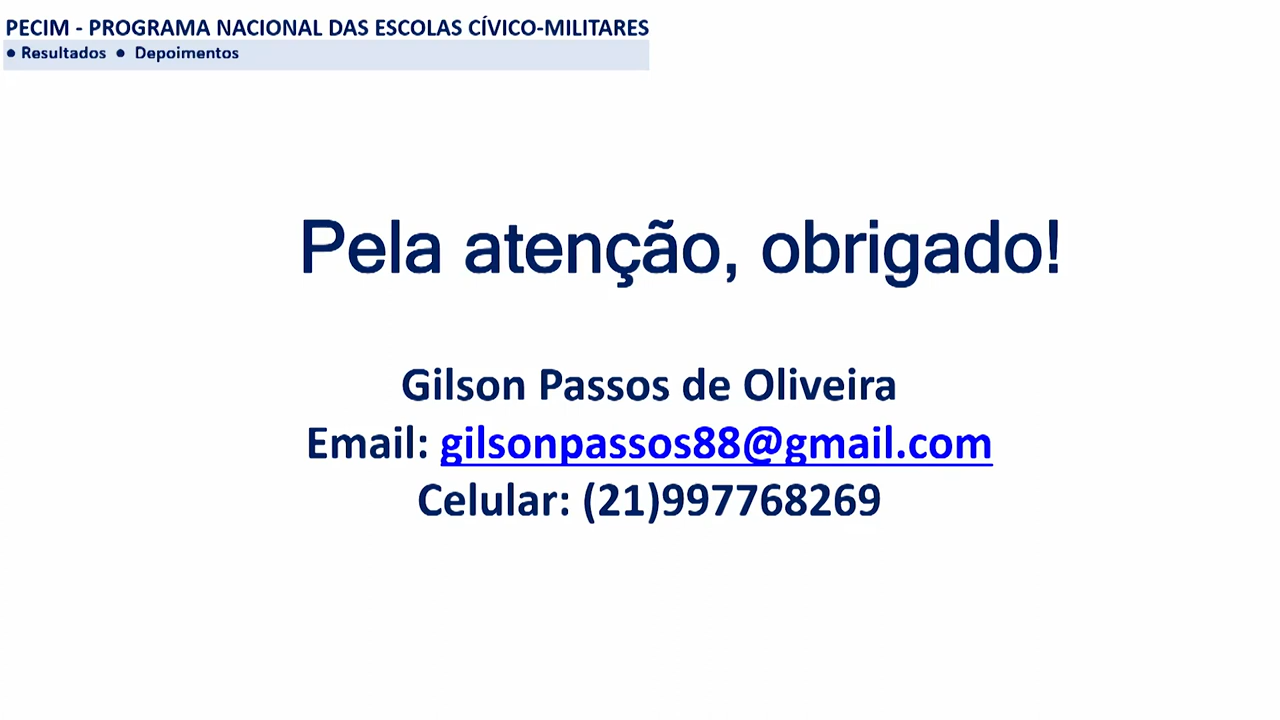 PECIM - PROGRAMA NACIONAL DAS ESCOLAS CÍVICO-MILITARES
● Resultados ● Depoimentos
Pela atenção, obrigado!
Gilson Passos de Oliveira
Email: gilsonpassos88@gmail.com
Celular: (21)997768269